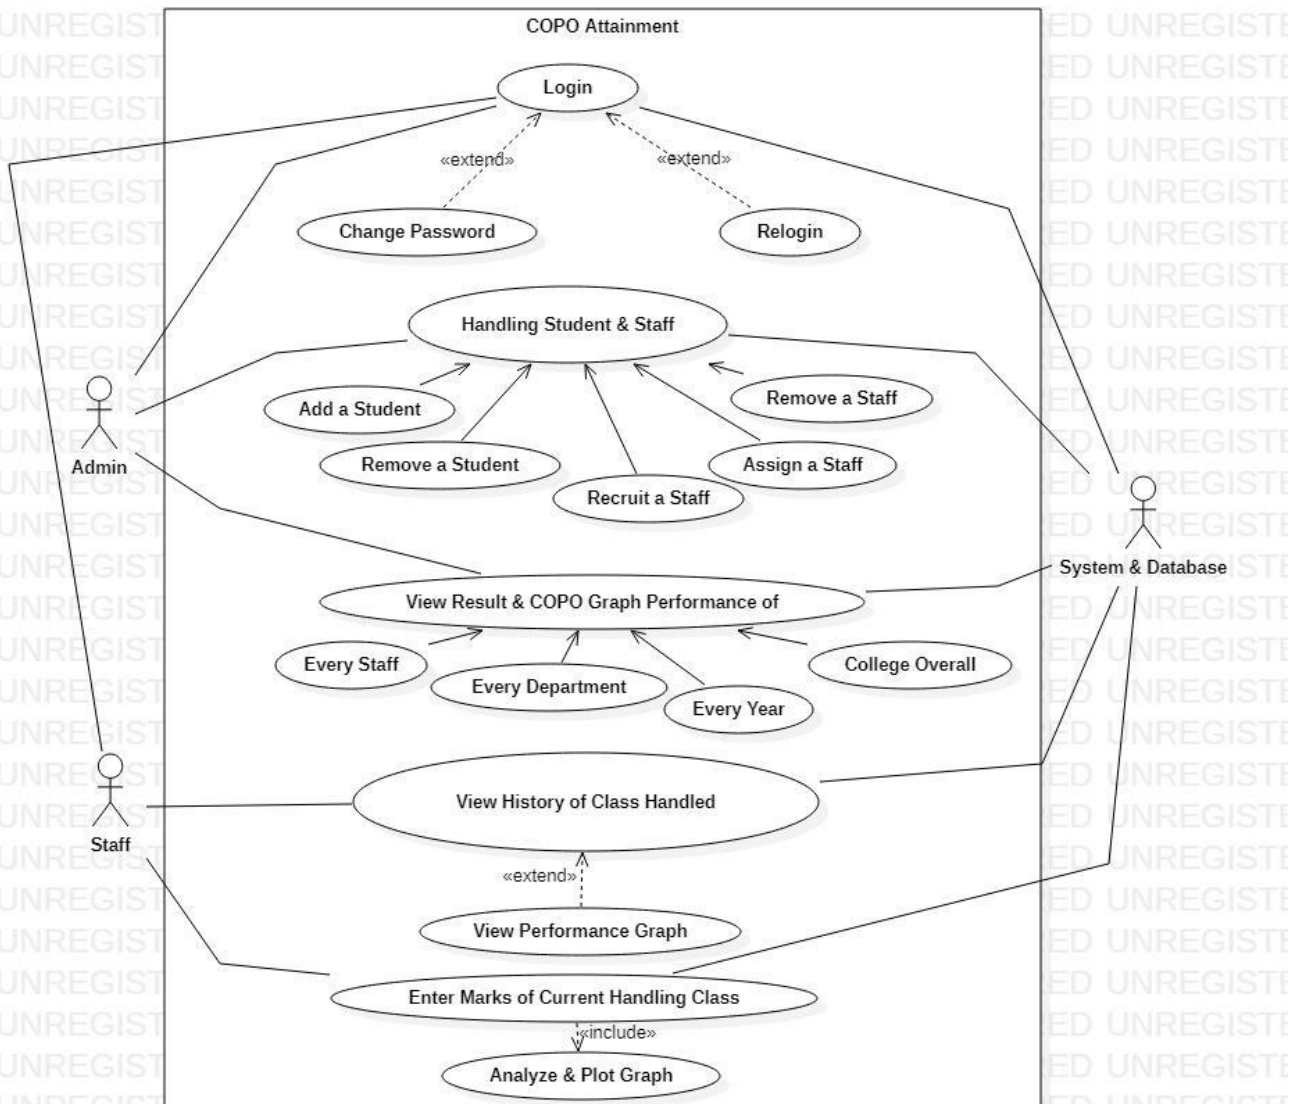 COPO Attainment
Login
«extend»
«extend»
Change Password
Relogin
Handling Student & Staff
Add a Student
Remove a Staff
Remove a Student
Assign a Staff
Recruit a Staff
Admin
System & Database
View Result & COPO Graph Performance of
Every Staff
College Overall
Every Department
Every Year
View History of Class Handled
Staff
«extend»
View Performance Graph
Enter Marks of Current Handling Class
«include»
Analyze & Plot Graph